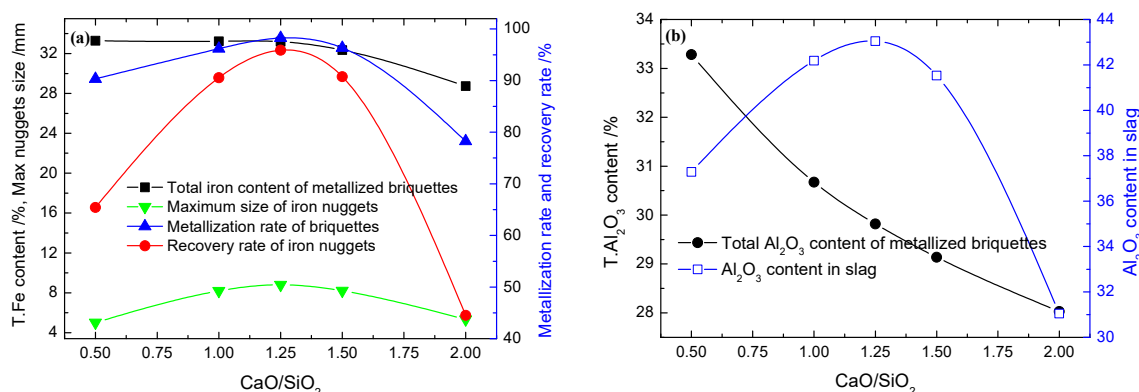 (a)
T.Fe content /%, Max nuggets size /mm
32
28
24
20
16
12
8
4
100
90
80
70
60
50
40
Metallization rate and recovery rate /%
Total iron content of metallized briquettes
Maximum size of iron nuggets
Metallization rate of briquettes
Recovery rate of iron nuggets
0.50 0.75 1.00 1.25 1.50 1.75 2.00
CaO/SiO₂
(b)
T.Al₂O₃ content /%
34
33
32
31
30
29
28
44
42
40
38
36
34
32
30
Al₂O₃ content in slag
Total Al₂O₃ content of metallized briquettes
Al₂O₃ content in slag
0.50 0.75 1.00 1.25 1.50 1.75 2.00
CaO/SiO₂